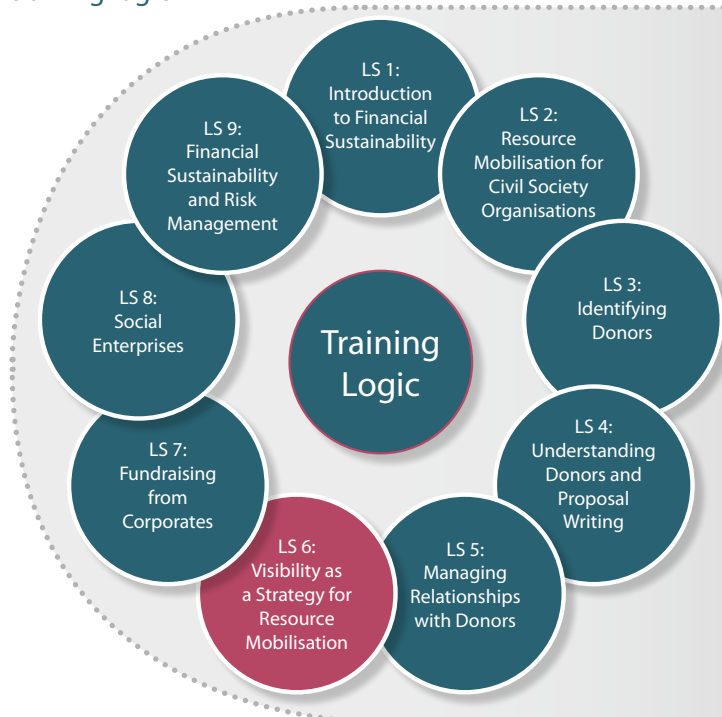 LS 1:
Introduction
to Financial
Sustainability
LS 2:
Resource
Mobilisation for
Civil Society
Organisations
LS 3:
Identifying
Donors
LS 4:
Understanding
Donors and
Proposal
Writing
LS 5:
Managing
Relationships
with Donors
LS 6:
Visibility as
a Strategy for
Resource
Mobilisation
LS 7:
Fundraising
from
Corporates
LS 8:
Social
Enterprises
LS 9:
Financial
Sustainability
and Risk
Management
Training
Logic